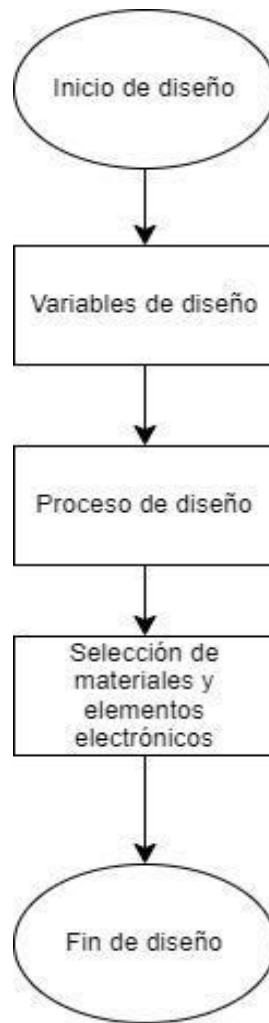 Inicio de diseño
Variables de diseño
Proceso de diseño
Selección de
materiales y
elementos
electrónicos
Fin de diseño